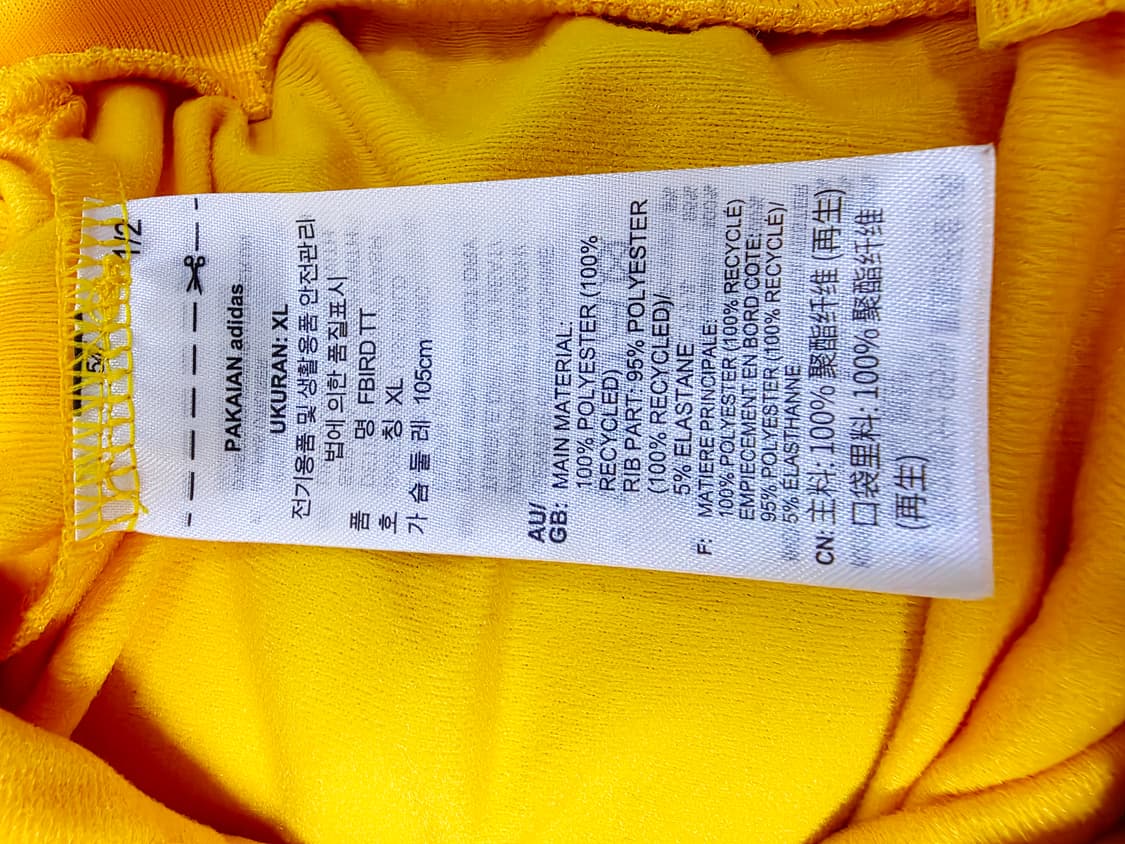 1/2
PAKAIAN adidas
UKURAN: XL
전기용품 및 생활용품 안전관리
법에 의한 품질표시
품 명 FBIRD TT
호 칭 XL
가 슴 둘 레 105cm
AU/
GB: MAIN MATERIAL:
100% POLYESTER (100%
RECYCLED)
RIB PART: 95% POLYESTER
(100% RECYCLED)/
5% ELASTANE
F: MATIERE PRINCIPALE:
100% POLYESTER (100% RECYCLÉ)
EMPIECEMENT EN BORD COTE:
95% POLYESTER (100% RECYCLÉ)/
5% ELASTHANNE
CN: 主料: 100% 聚酯纤维 (再生)
口袋里料: 100% 聚酯纤维
(再生)